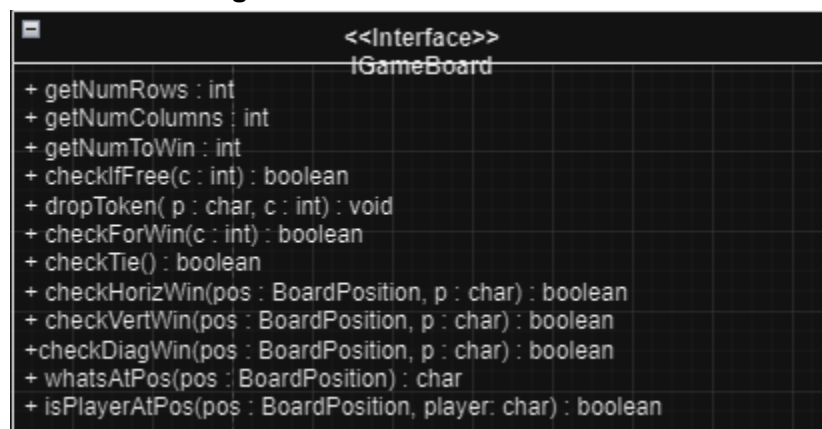 <<Interface>>
IGameBoard
+ getNumRows : int
+ getNumColumns : int
+ getNumToWin : int
+ checkIfFree(c : int) : boolean
+ dropToken( p : char, c : int) : void
+ checkForWin(c : int) : boolean
+ checkTie() : boolean
+ checkHorizWin(pos : BoardPosition, p : char) : boolean
+ checkVertWin(pos : BoardPosition, p : char) : boolean
+checkDiagWin(pos : BoardPosition, p : char) : boolean
+ whatsAtPos(pos : BoardPosition) : char
+ isPlayerAtPos(pos : BoardPosition, player: char) : boolean